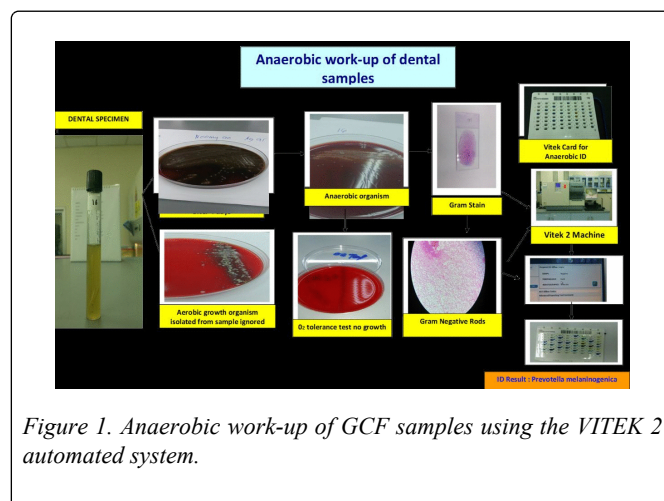 Anaerobic work-up of dental
samples
DENTAL SPECIMEN
Anaerobic organism
Gram Stain
Vitek Card for
Anaerobic ID
Vitek 2 Machine
Aerobic growth organism
isolated from sample ignored
0₂ tolerance test no growth
Gram Negative Rods
ID Result : Prevotella melaninogenica
Figure 1. Anaerobic work-up of GCF samples using the VITEK 2
automated system.